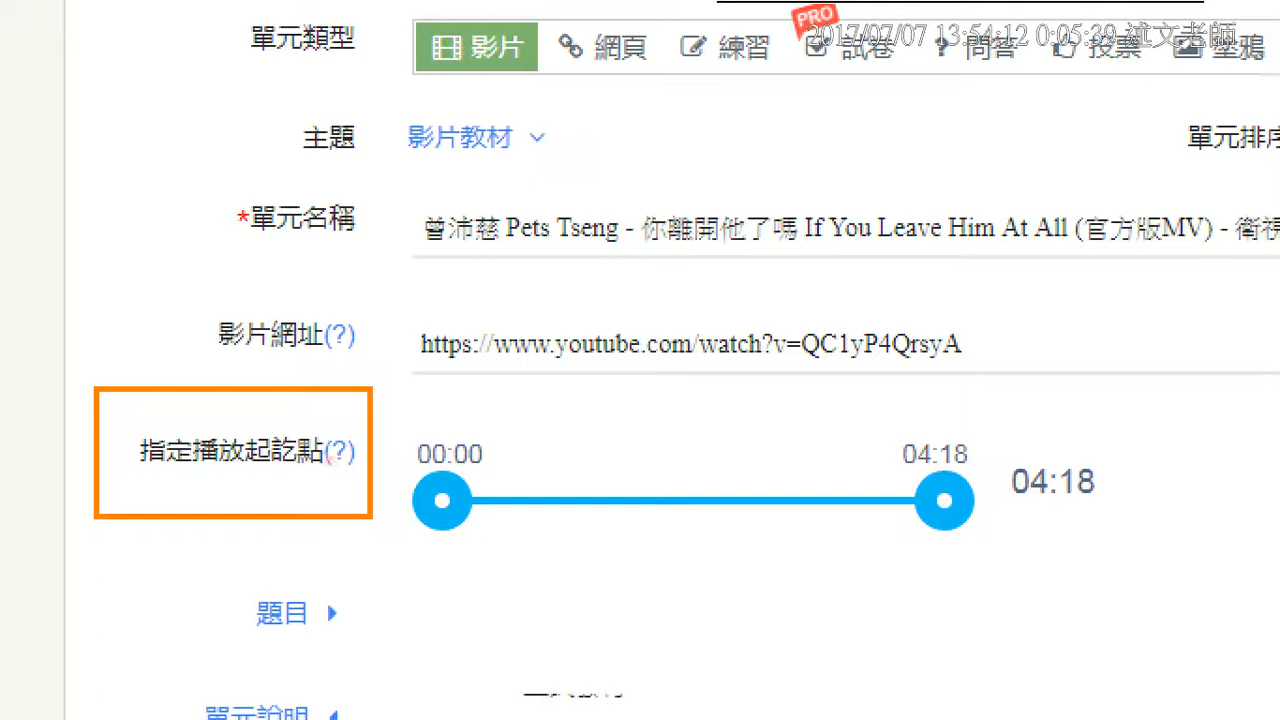 PRO
2017/07/07 13:54:12 0:05:39 述文老師
單元類型 影片 網頁 練習 試卷 問答 投票 塗鴉
主題 影片教材 單元排序
*單元名稱 曾沛慈 Pets Tseng - 你離開他了嗎 If You Leave Him At All (官方版MV) - 衛視
影片網址(?) https://www.youtube.com/watch?v=QC1yP4QrsyA
指定播放起訖點(?) 00:00 04:18 04:18
題目
單元說明